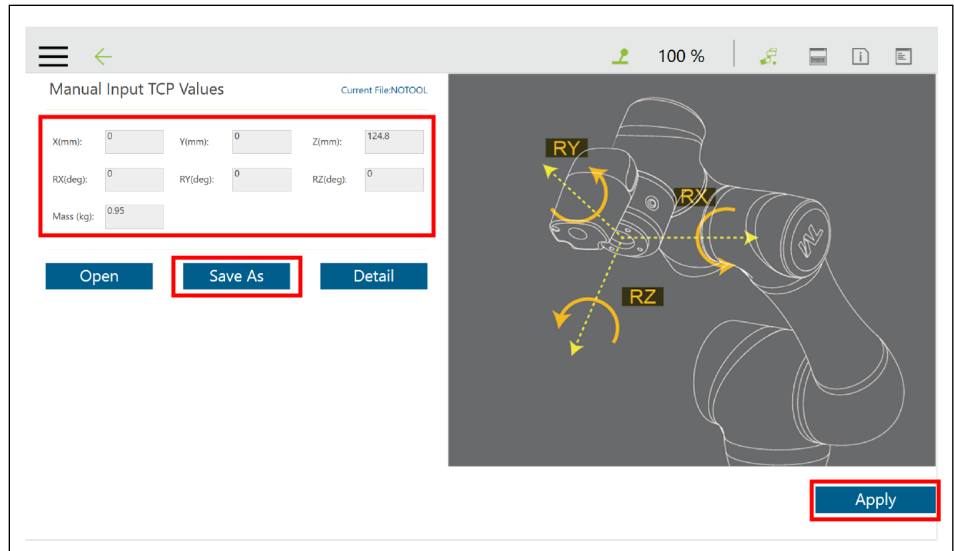 100 %
Manual Input TCP Values
Current File:NOTOOL
X(mm): 0 Y(mm): 0 Z(mm): 124.8
RX(deg): 0 RY(deg): 0 RZ(deg): 0
Mass (kg): 0.95
Open Save As Detail
RY
RX
RZ
TM
Apply